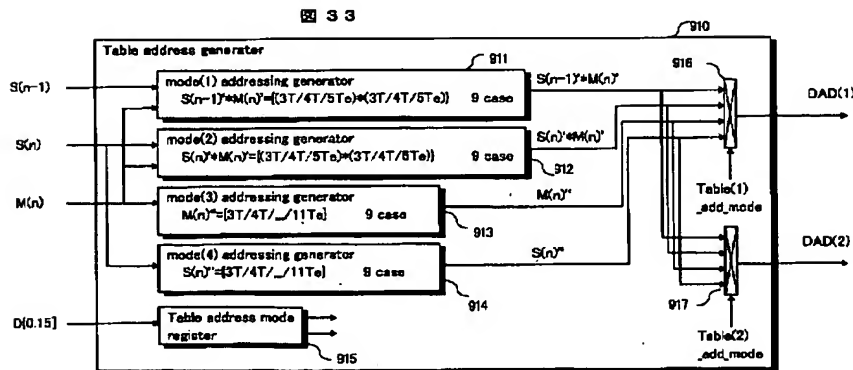 図 33
910
Table address generator
911
S(n-1)
mode(1) addressing generator
S(n-1)'*M(n)'={(3T/4T/5Te)*(3T/4T/5Te)}
9 case
S(n-1)'*M(n)'
916
DAD(1)
S(n)
mode(2) addressing generator
S(n)'*M(n)'={(3T/4T/5Te)*(3T/4T/5Te)}
9 case
S(n)'*M(n)'
912
M(n)
mode(3) addressing generator
M(n)''={3T/4T/.../11Te}
9 case
M(n)''
913
Table(1)
_add_mode
mode(4) addressing generator
S(n)''={3T/4T/.../11Te}
9 case
S(n)''
914
DAD(2)
917
D[0.15]
Table address mode
register
915
Table(2)
_add_mode